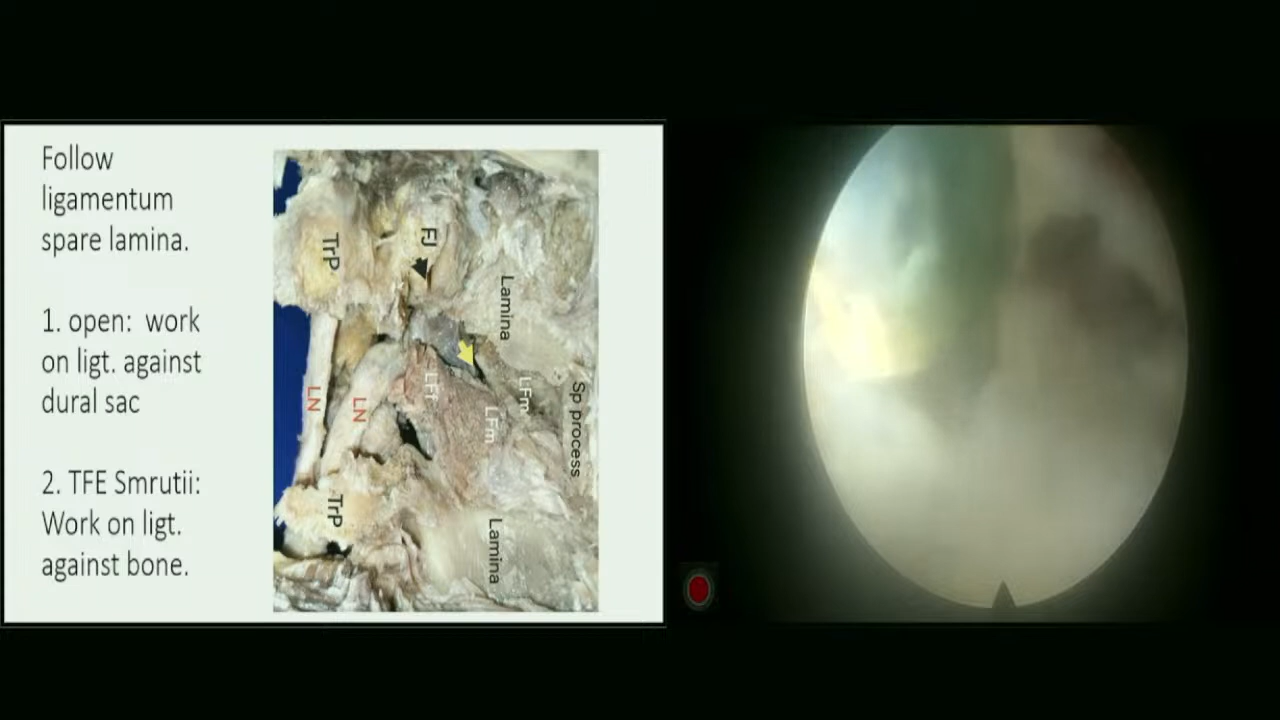 Follow
ligamentum
spare lamina.
1. open: work
on ligt. against
dural sac
2. TFE Smrutii:
Work on ligt.
against bone.
TrP
FJ
Lamina
LN
LN
LFf
LFm
LFm
Sp process
TrP
Lamina